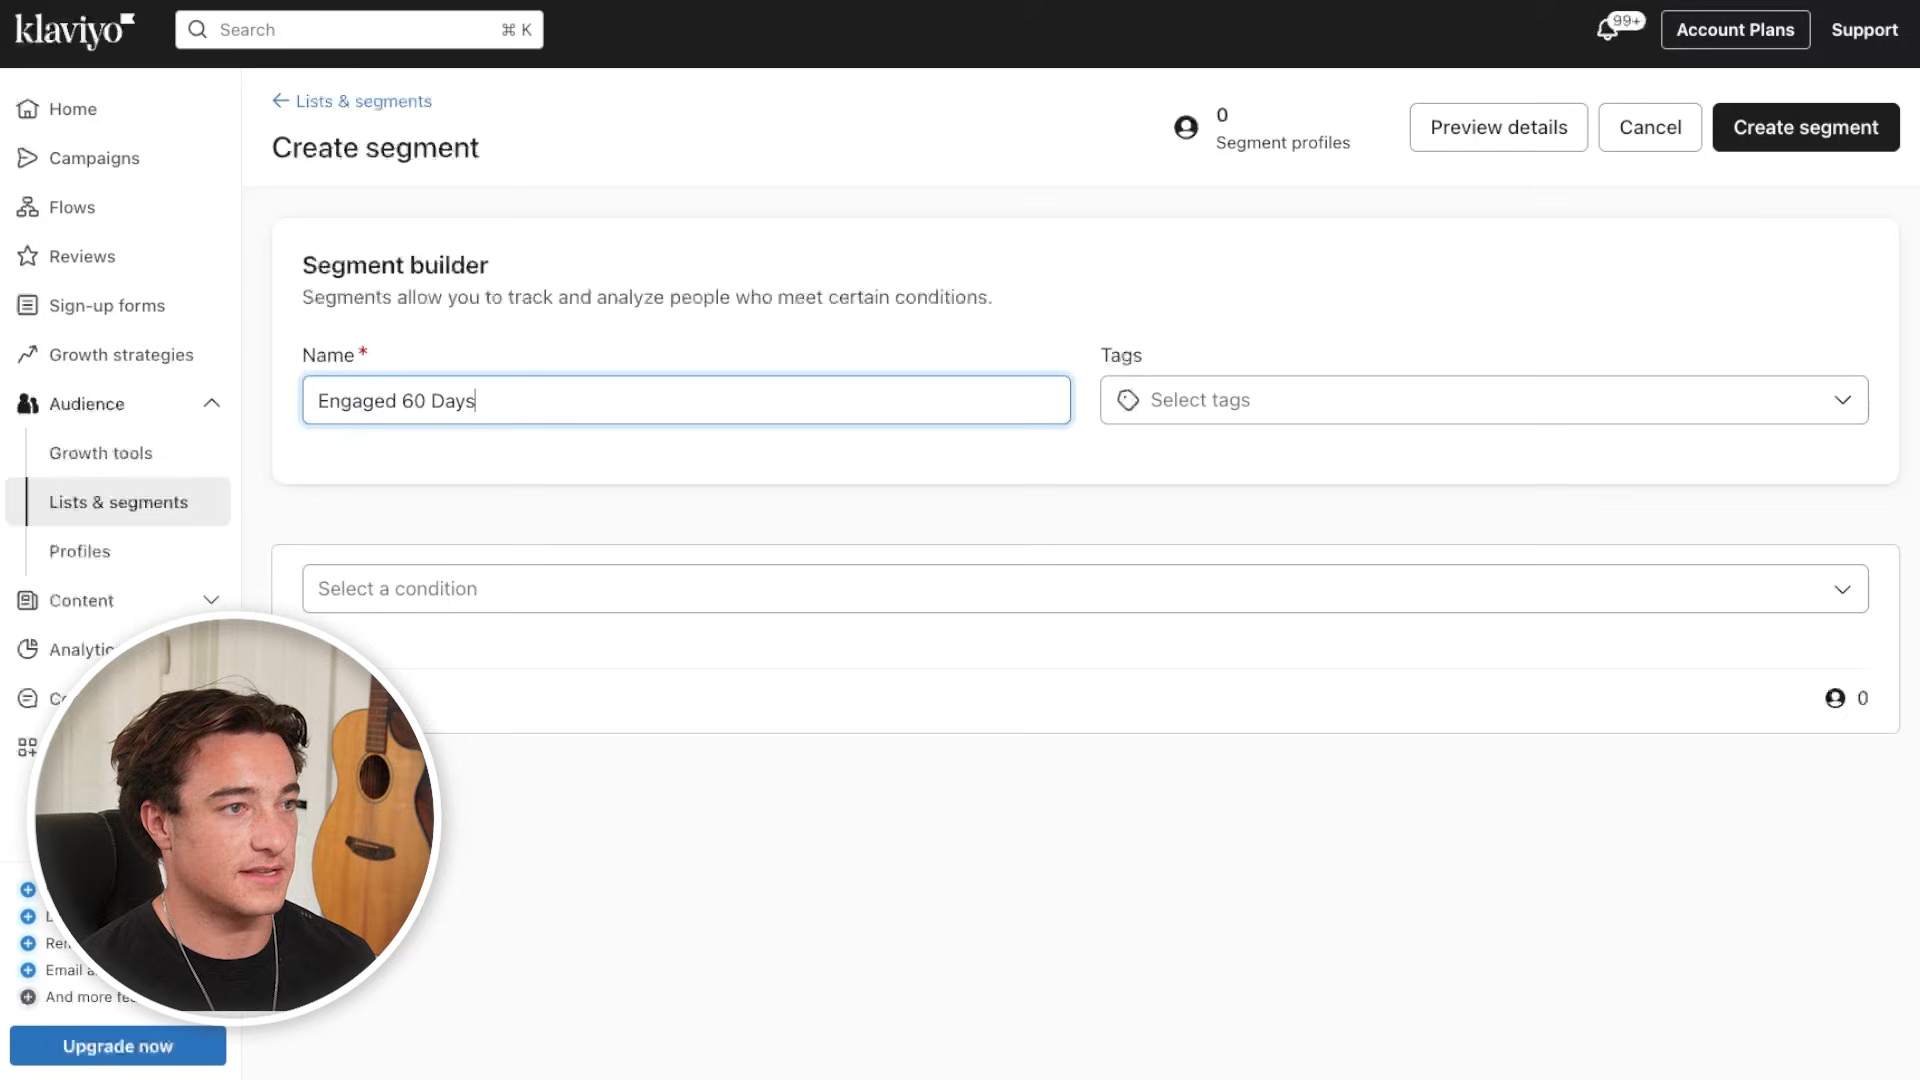 klaviyo
Search ⌘ K
99+
Account Plans
Support
Home
Campaigns
Flows
Reviews
Sign-up forms
Growth strategies
Audience
Growth tools
Lists & segments
Profiles
Content
And more
Upgrade now
← Lists & segments
Create segment
0
Segment profiles
Preview details
Cancel
Create segment
Segment builder
Segments allow you to track and analyze people who meet certain conditions.
Name *
Engaged 60 Days
Tags
Select tags
Select a condition
0
Email